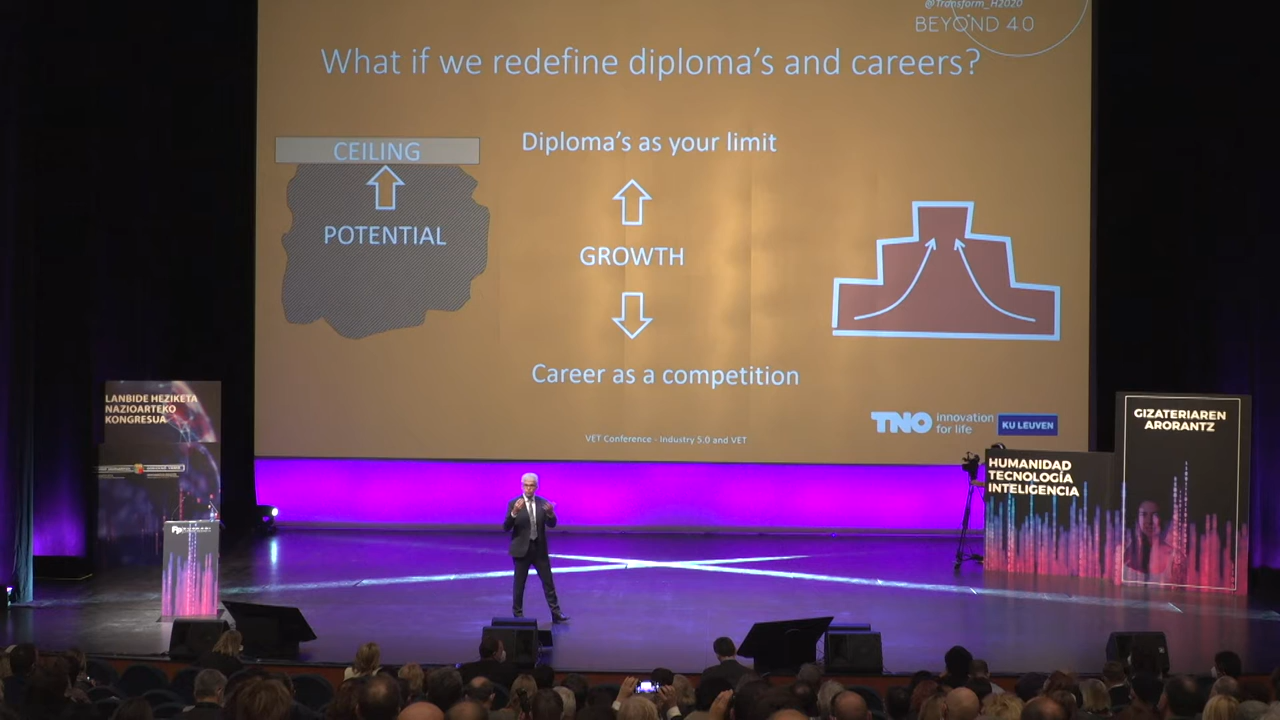 @Transform_H2020
BEYOND 4.0
What if we redefine diploma's and careers?
CEILING
POTENTIAL
Diploma's as your limit
GROWTH
Career as a competition
TNO innovation
for life
KU LEUVEN
VET Conference - Industry 5.0 and VET
LANBIDE HEZIKETA
NAZIOARTEKO
KONGRESUA
GIZATERIAREN
ARORANTZ
HUMANIDAD
TECNOLOGÍA
INTELIGENCIA